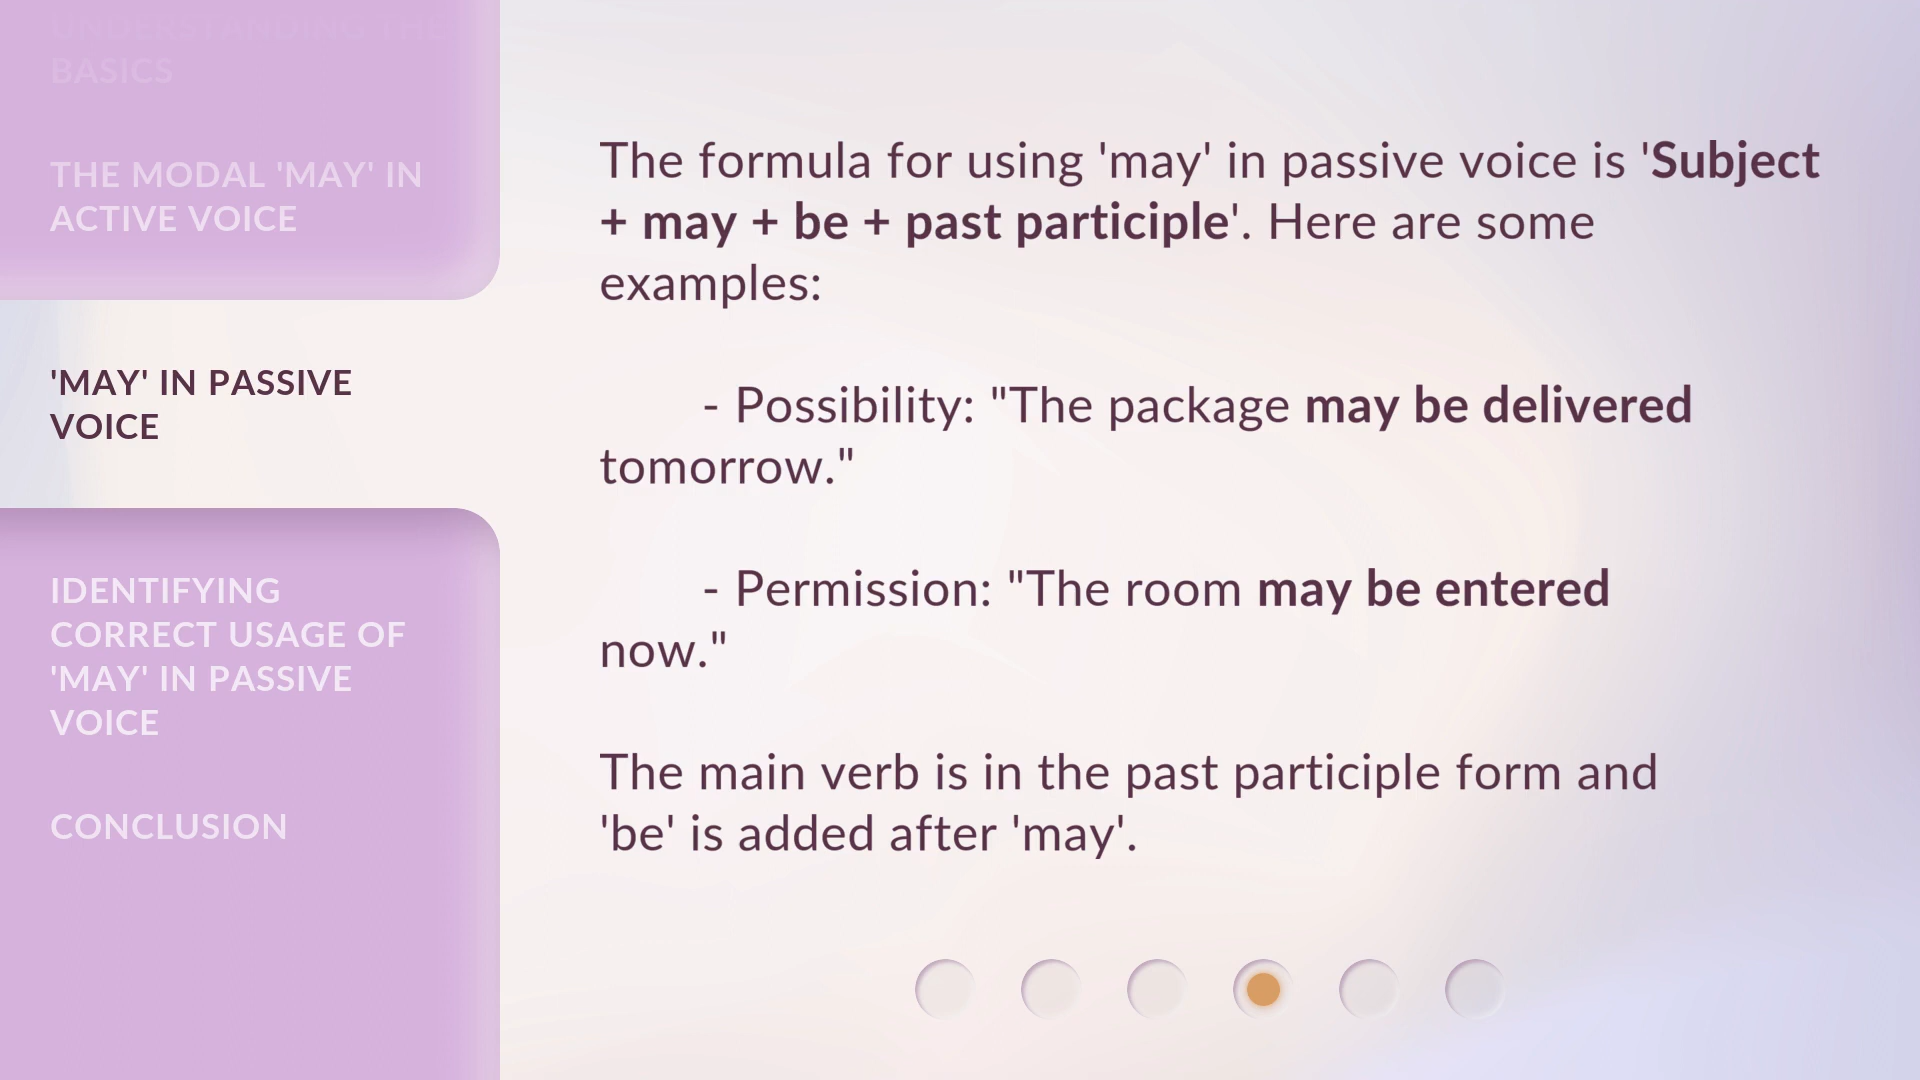 UNDERSTANDING THE
BASICS
THE MODAL 'MAY' IN
ACTIVE VOICE
'MAY' IN PASSIVE
VOICE
IDENTIFYING
CORRECT USAGE OF
'MAY' IN PASSIVE
VOICE
CONCLUSION
The formula for using 'may' in passive voice is 'Subject
+ may + be + past participle'. Here are some
examples:
- Possibility: "The package may be delivered
tomorrow."
- Permission: "The room may be entered
now."
The main verb is in the past participle form and
'be' is added after 'may'.